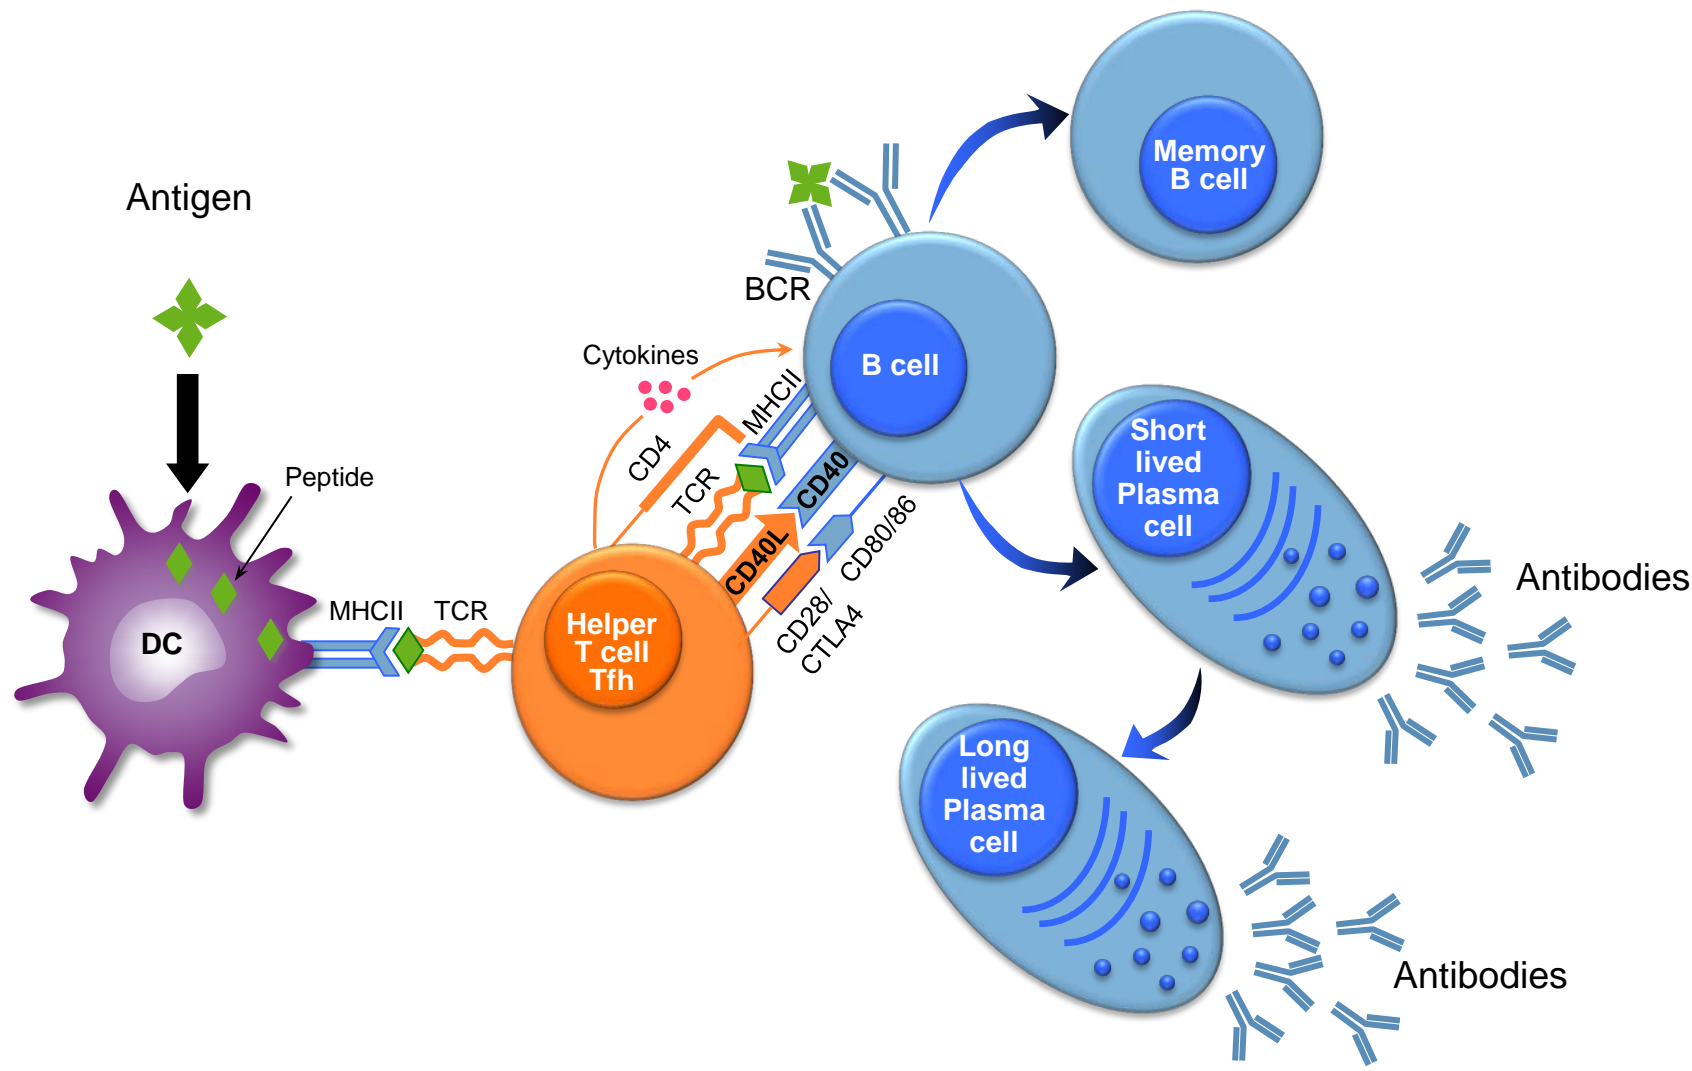 Antigen
Peptide
DC
MHCII
TCR
Helper
T cell
Tfh
Cytokines
CD4
TCR
MHCII
CD40L
CD40
CD28/
CTLA4
CD80/86
BCR
B cell
Memory
B cell
Short
lived
Plasma
cell
Antibodies
Long
lived
Plasma
cell
Antibodies